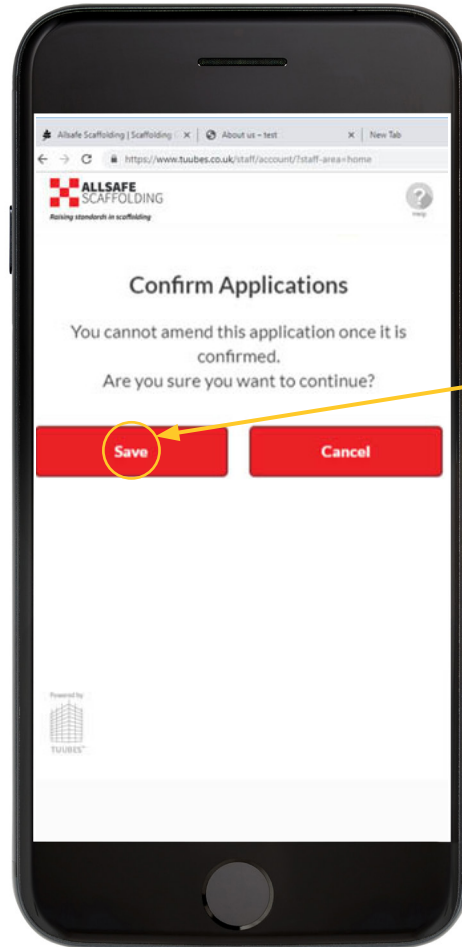 Allsafe Scaffolding | Scaffolding
About us – test
New Tab
https://www.tuubes.co.uk/staff/account/?staff-area=home
ALLSAFE
SCAFFOLDING
Raising standards in scaffolding
?
Help
Confirm Applications
You cannot amend this application once it is
confirmed.
Are you sure you want to continue?
Save
Cancel
Powered by
TUUBES™